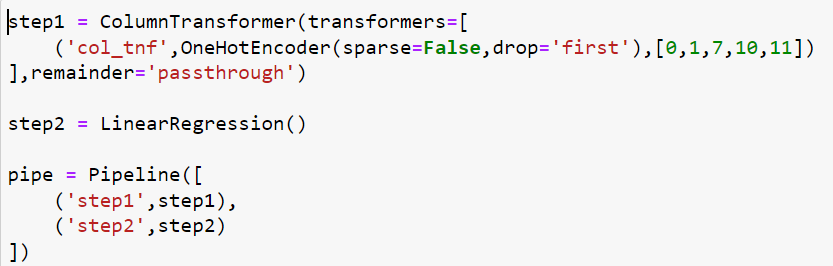 step1 = ColumnTransformer(transformers=[
    ('col_tnf',OneHotEncoder(sparse=False,drop='first'),[0,1,7,10,11])
],remainder='passthrough')
step2 = LinearRegression()
pipe = Pipeline([
    ('step1',step1),
    ('step2',step2)
])